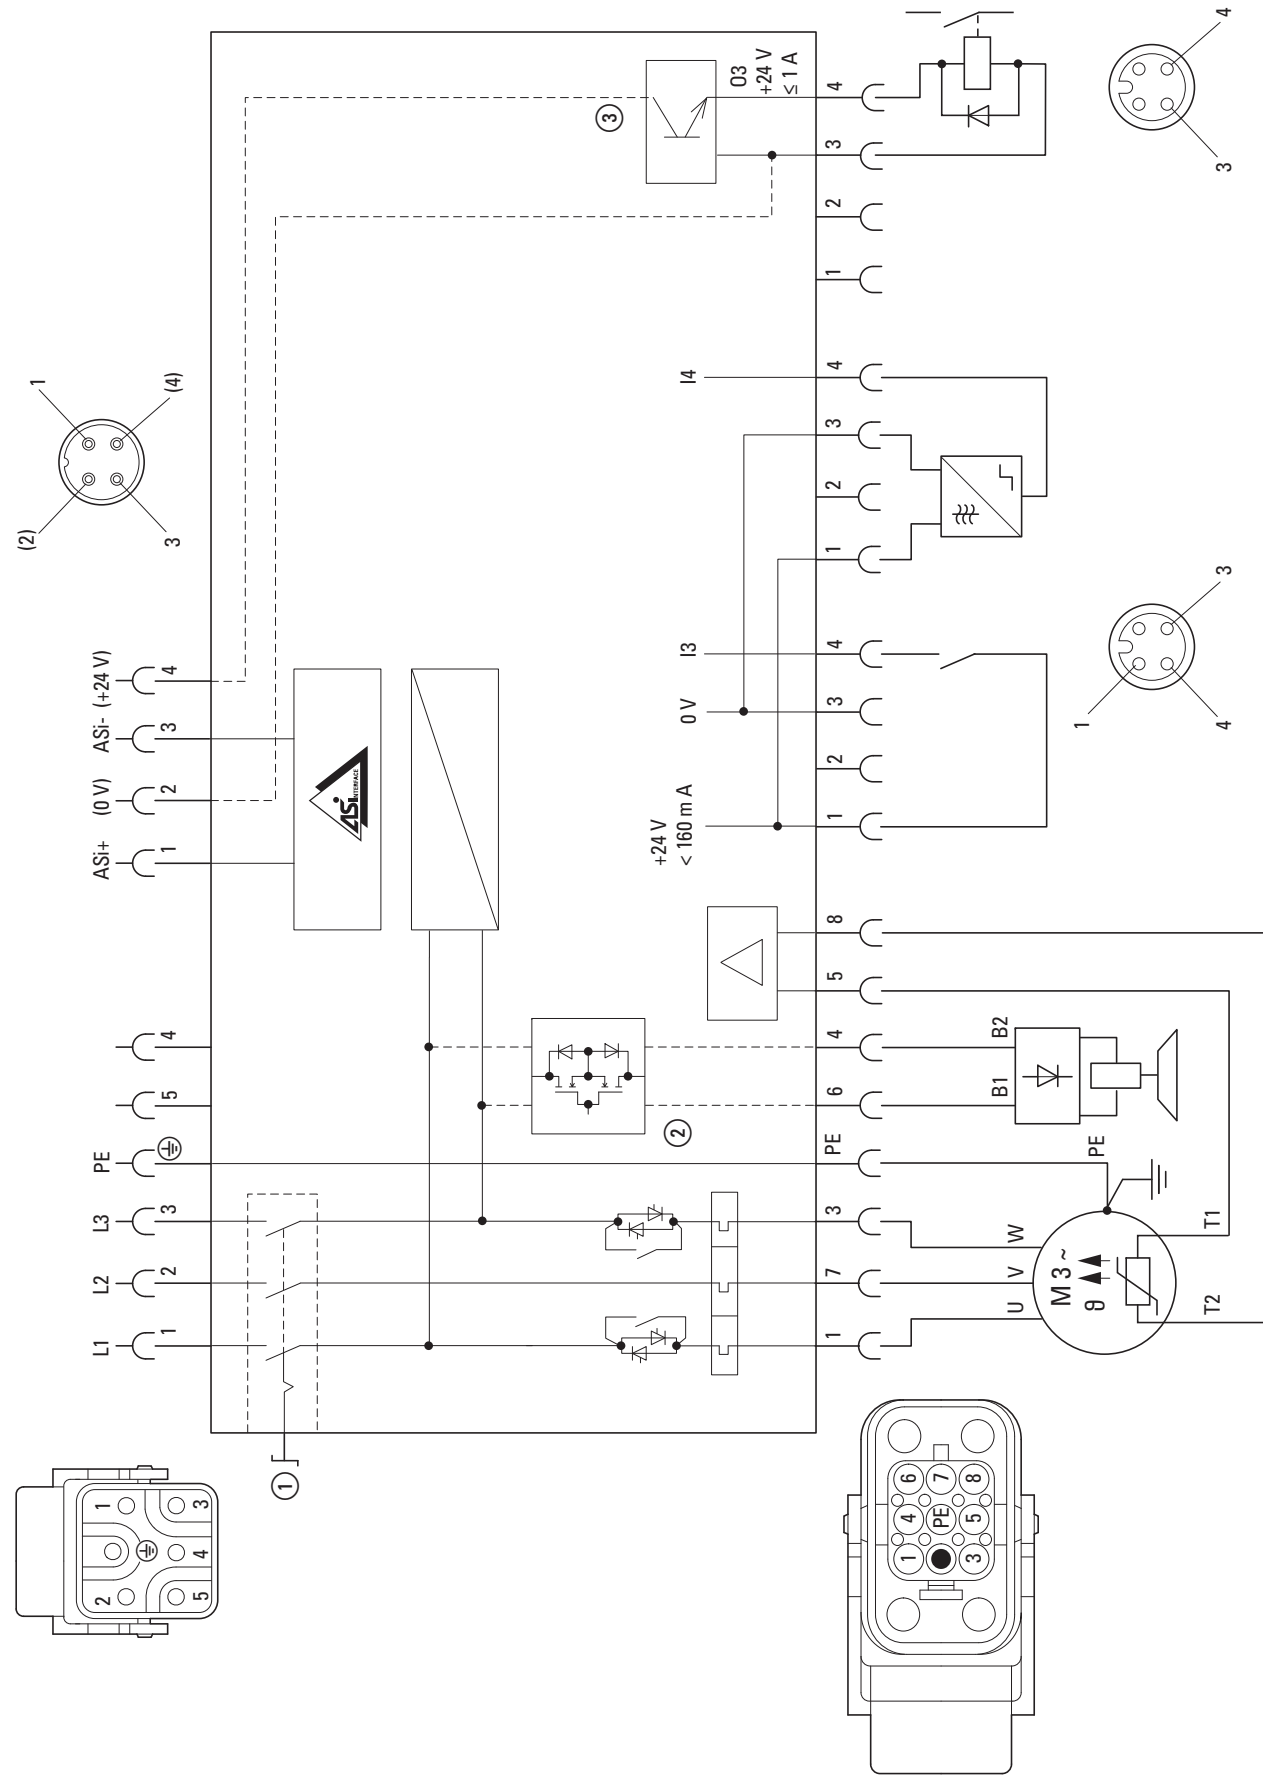 L1
L2
L3
PE
ASi+
(0 V)
ASi-
(+24 V)
1
2
3
5
4
1
2
3
4
1
(2)
3
(4)
ASi
INTERFACE
1
2
3
+24 V
< 160 m A
0 V
I3
I4
O3
+24 V
≤ 1 A
1
7
3
PE
6
4
5
8
1
2
3
4
1
2
3
4
1
2
3
4
U
V
W
PE
B1
B2
M 3 ~
ϑ
T2
T1
1
4
3
3
4
2
1
5
4
3
1
4
6
PE
7
3
5
8